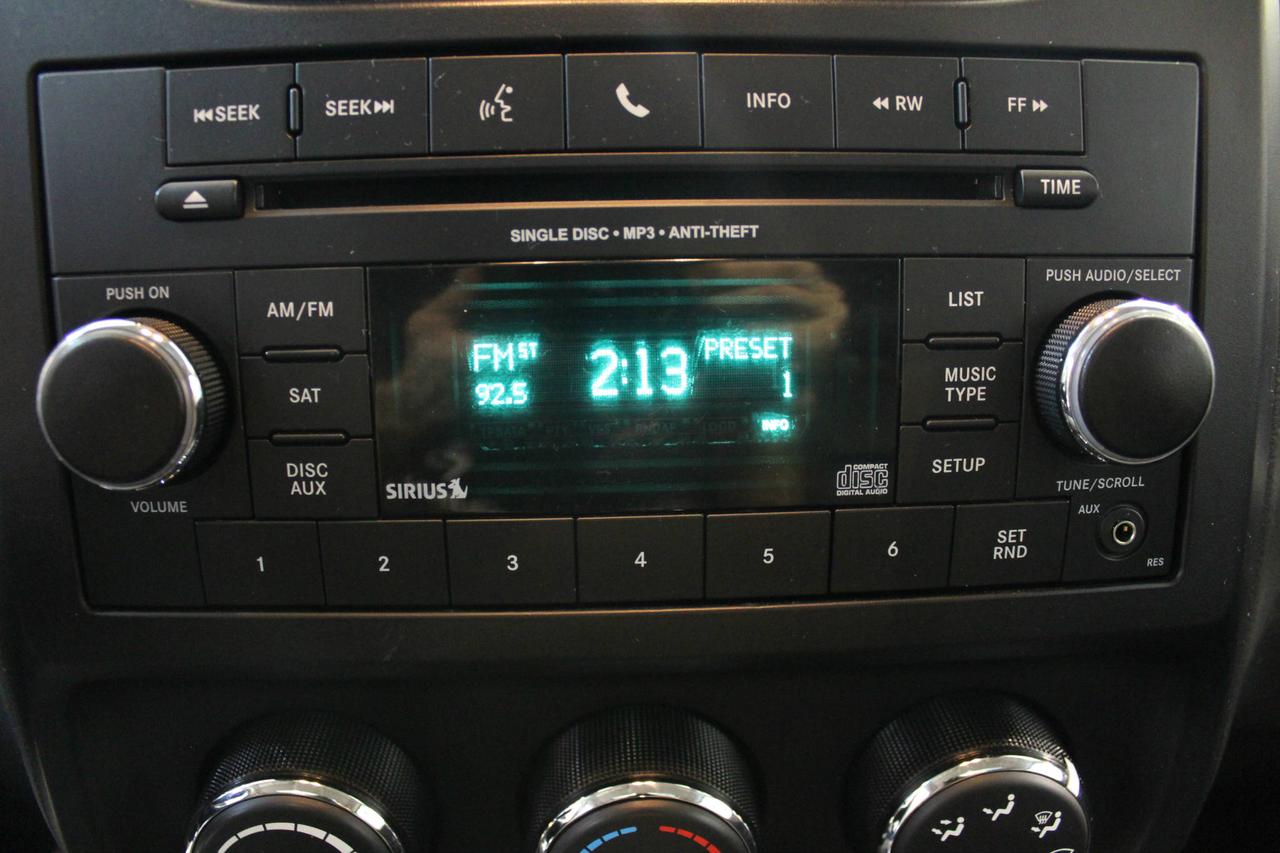 ⏮SEEK
SEEK⏭
INFO
◀◀ RW
FF ▶▶
TIME
SINGLE DISC • MP3 • ANTI-THEFT
PUSH ON
VOLUME
AM/FM
SAT
DISC
AUX
FM ST
2:13
PRESET
92.5
1
INFO
SIRIUS
COMPACT
disc
DIGITAL AUDIO
LIST
MUSIC
TYPE
SETUP
PUSH AUDIO/SELECT
TUNE/SCROLL
AUX
RES
1
2
3
4
5
6
SET
RND